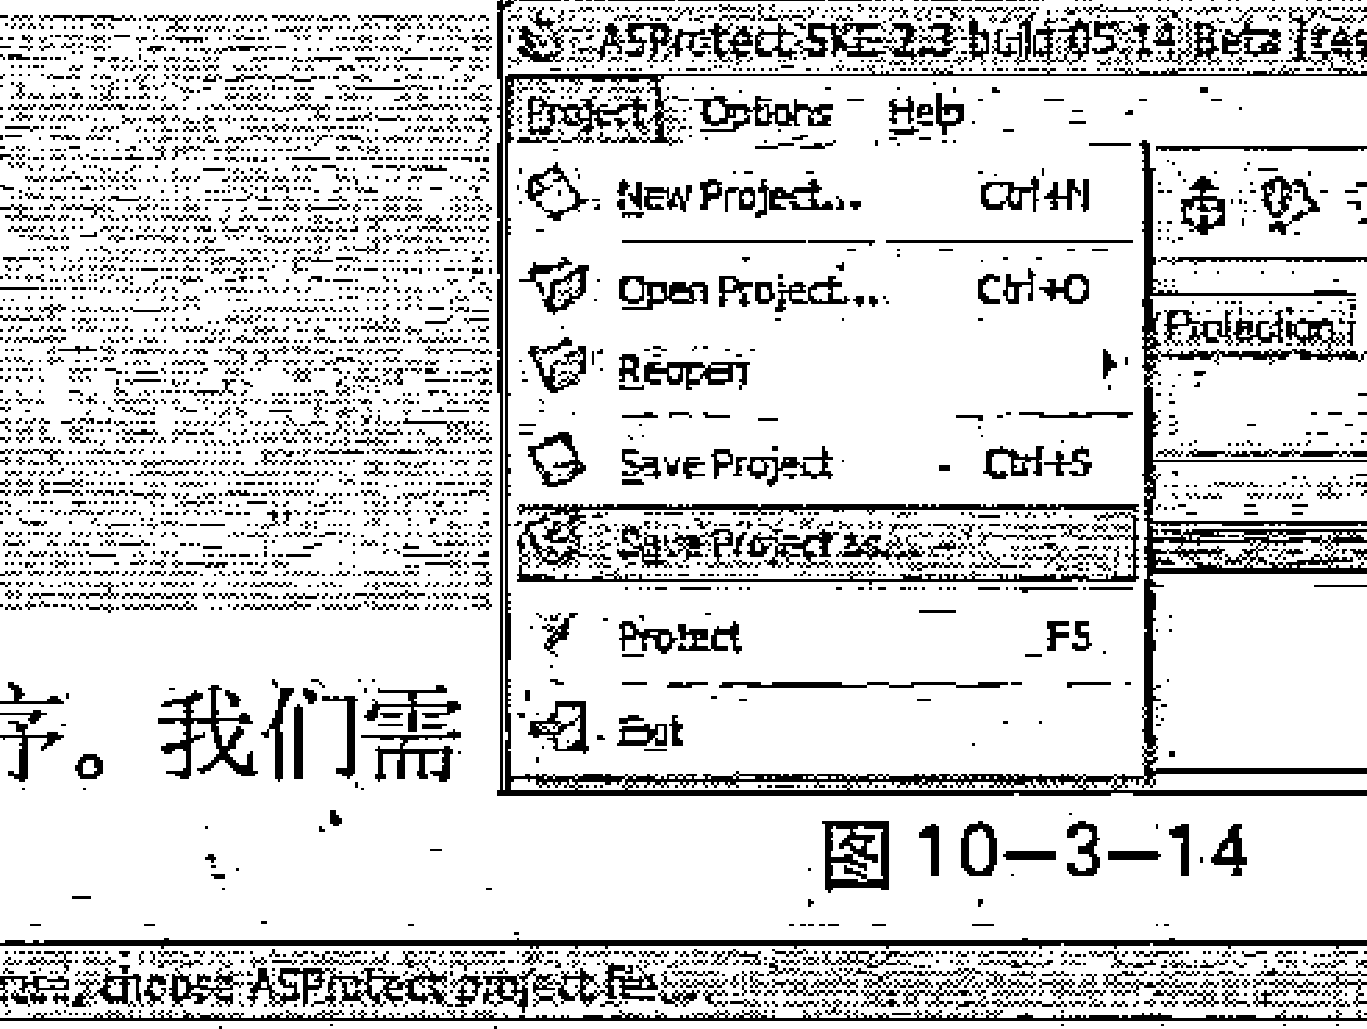 ASProtect SKE 2.3 build 05.14 Beta
Project Options Help
New Project... Ctrl+N
Open Project... Ctrl+O
Protection
Reopen
Save Project Ctrl+S
Save Project as...
Protect F5
Exit
序。我们需
图 10-3-14
choose ASProtect project file...